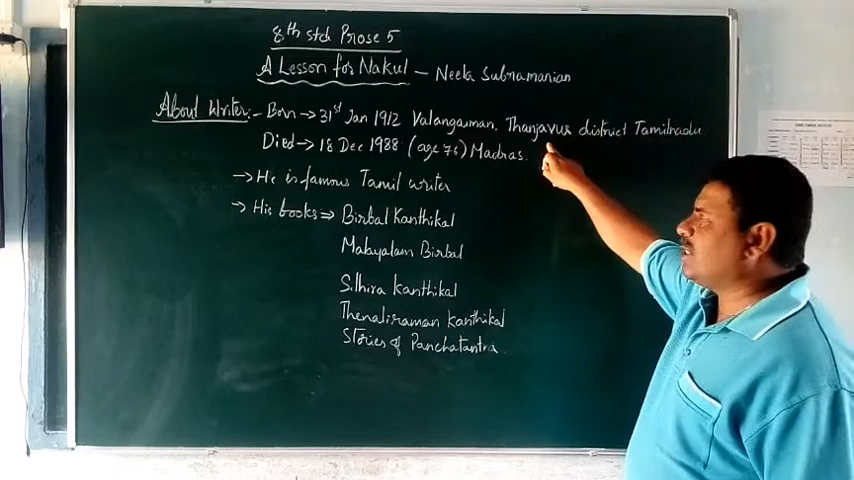 8th std Prose 5
A Lesson for Nakul - Neela Subramanian
About Writer:- Born → 31st Jan 1912 Valangaiman, Thanjavur district Tamilnadu.
Died → 18 Dec 1988 (age 76) Madras.
→ He is famous Tamil writer
→ His books ⇒ Birbal Kanthikal
Malayalam Birbal
Sithira Kanthikal
Thenaliraman Kanthikal
Stories of Panchatantra.